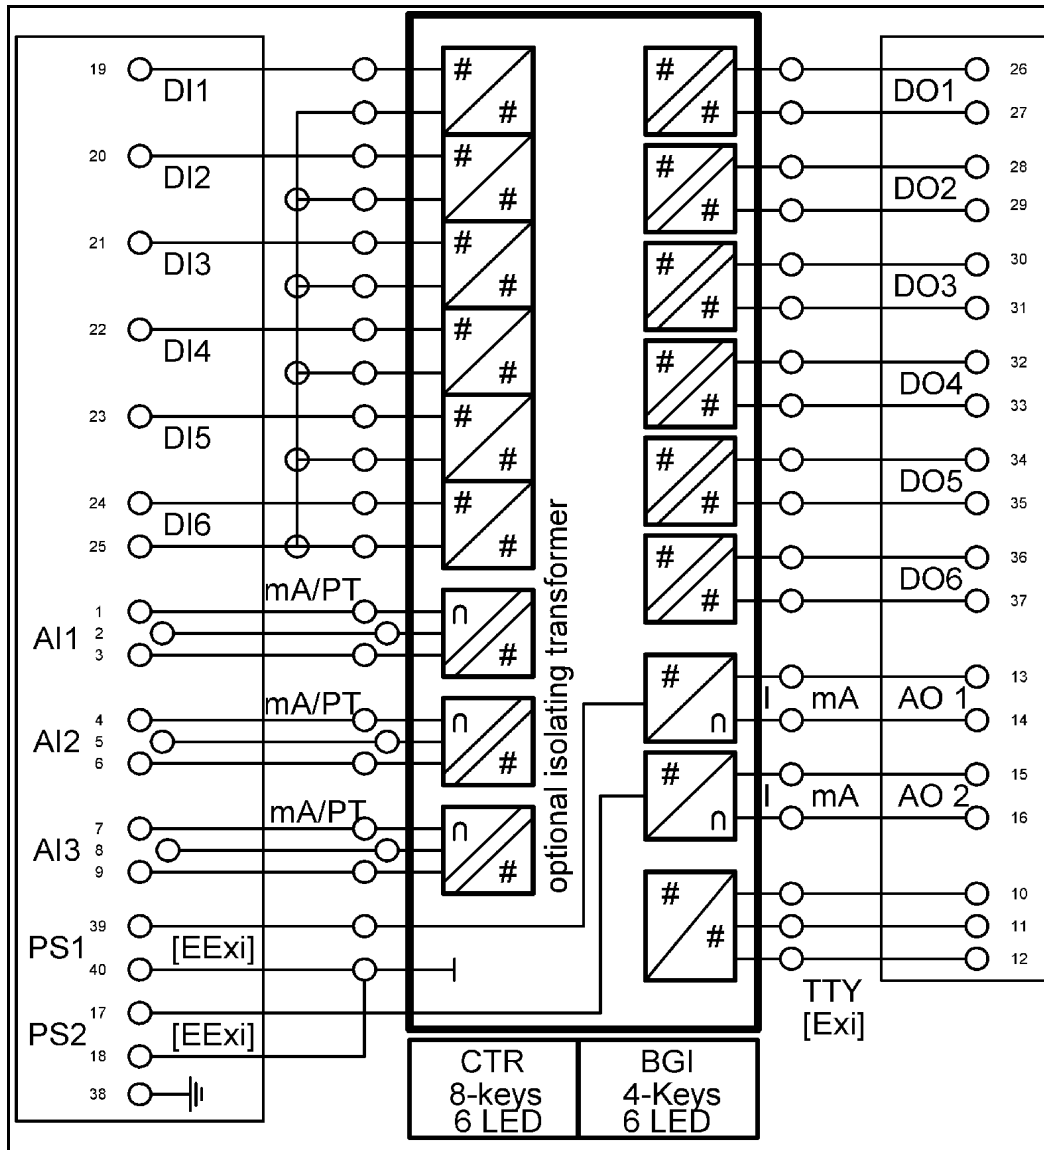 19
DI1
20
DI2
21
DI3
22
DI4
23
DI5
24
DI6
25
mA/PT
1
AI1 2
3
mA/PT
4
AI2 5
6
mA/PT
7
AI3 8
9
39
PS1 [EExi]
40
17
PS2 [EExi]
18
38
# #
# #
# #
# #
# #
# #
∩ #
∩ #
∩ #
optional isolating transformer
# #
# #
# #
# #
# #
# #
# ∩
# ∩
# #
26
DO1
27
28
DO2
29
30
DO3
31
32
DO4
33
34
DO5
35
36
DO6
37
13
I mA AO 1
14
15
I mA AO 2
16
10
11
12
TTY
[Exi]
CTR
8-keys
6 LED
BGI
4-Keys
6 LED